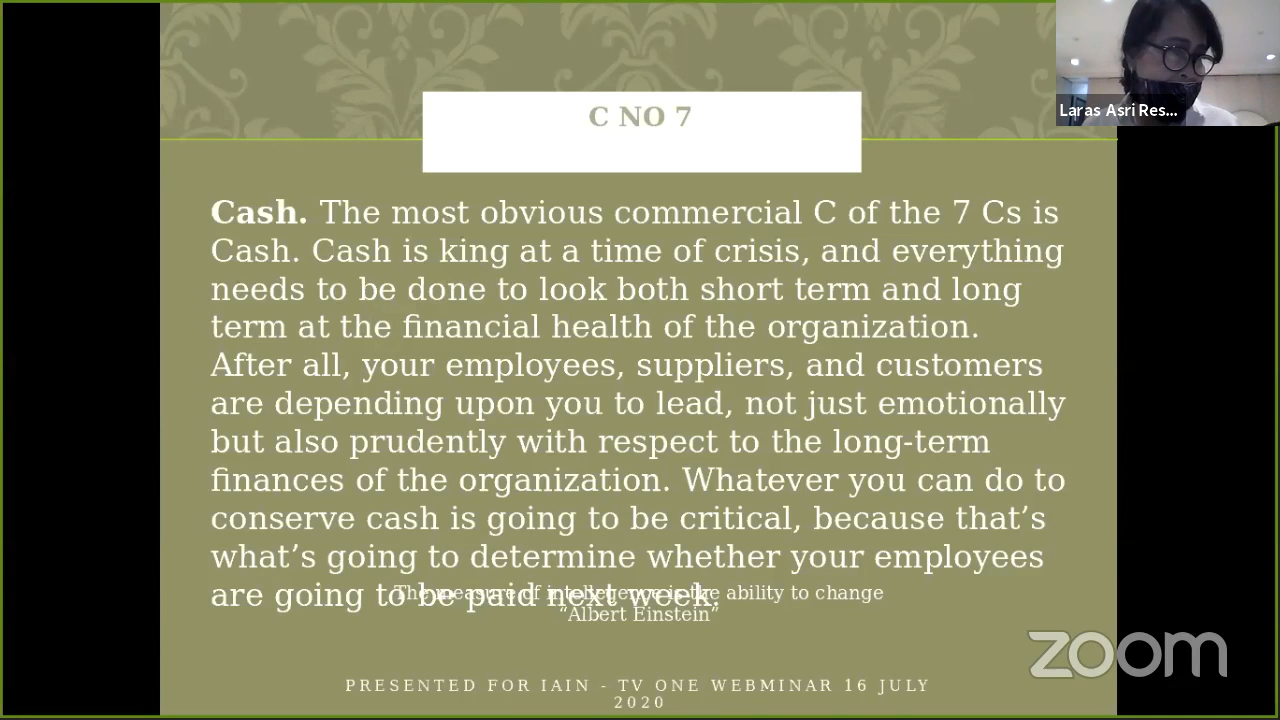 C NO 7
Laras Asri Res...
Cash. The most obvious commercial C of the 7 Cs is
Cash. Cash is king at a time of crisis, and everything
needs to be done to look both short term and long
term at the financial health of the organization.
After all, your employees, suppliers, and customers
are depending upon you to lead, not just emotionally
but also prudently with respect to the long-term
finances of the organization. Whatever you can do to
conserve cash is going to be critical, because that’s
what’s going to determine whether your employees
are going to be paid next week.
The measure of intellegence is the ability to change
“Albert Einstein”
zoom
PRESENTED FOR IAIN - TV ONE WEBMINAR 16 JULY
2020